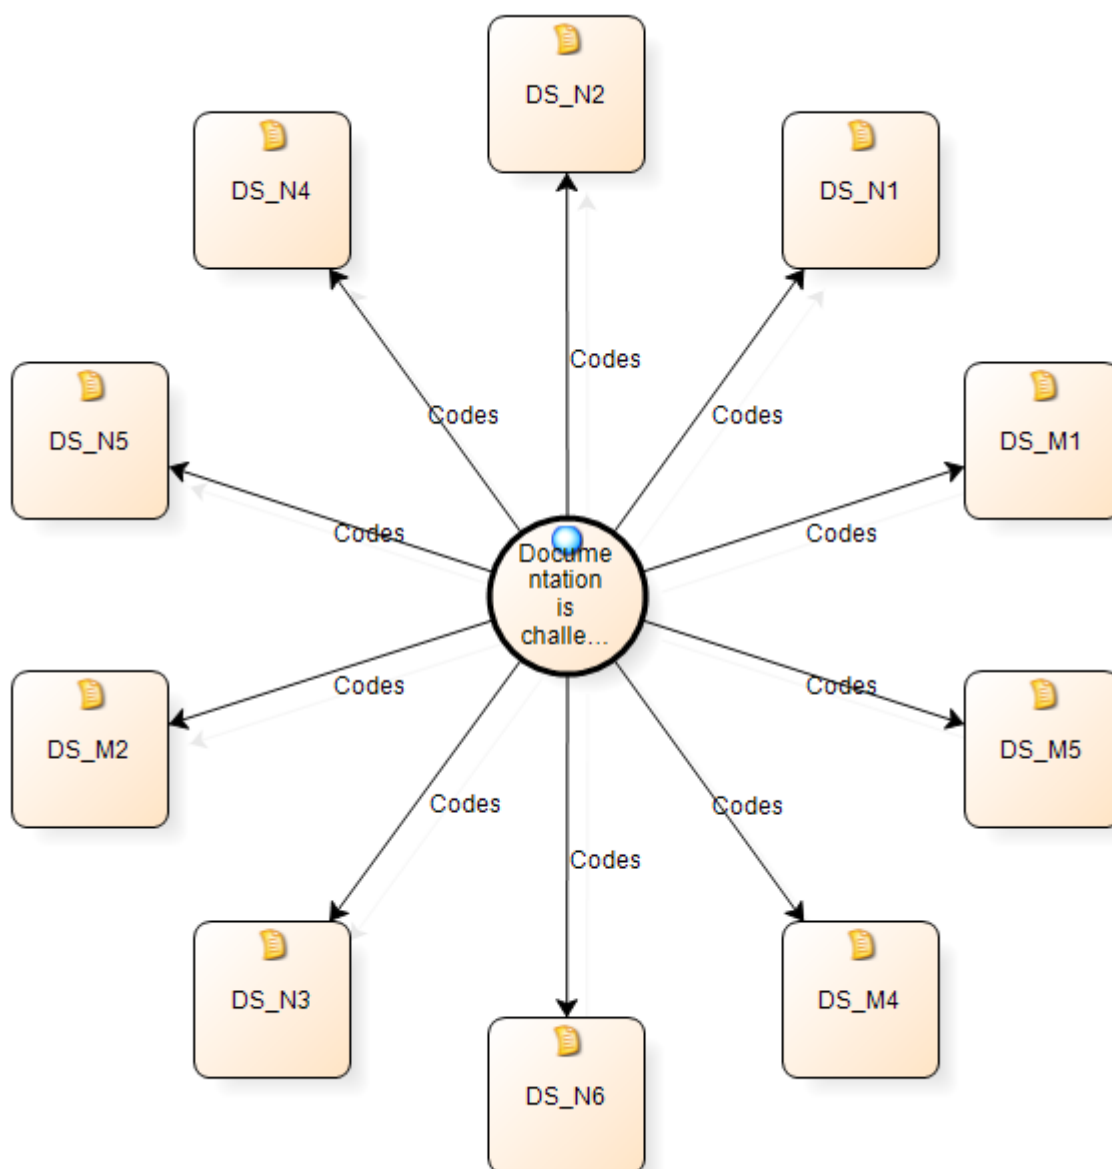 DS_N2
DS_N4
DS_N1
Codes
Codes
Codes
DS_N5
DS_M1
Codes
Codes
Docume
ntation
is
challe...
Codes
Codes
DS_M2
DS_M5
Codes
Codes
Codes
DS_N3
DS_M4
DS_N6